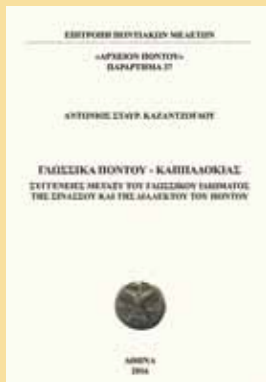 ΕΠΙΤΡΟΠΗ ΠΟΝΤΙΑΚΩΝ ΜΕΛΕΤΩΝ
«ΑΡΧΕΙΟΝ ΠΟΝΤΟΥ»
ΠΑΡΑΡΤΗΜΑ 37
ΑΝΤΩΝΙΟΣ ΣΤΑΥΡ. ΚΑΖΑΝΤΖΟΓΛΟΥ
ΓΛΩΣΣΙΚΑ ΠΟΝΤΟΥ - ΚΑΠΠΑΔΟΚΙΑΣ
ΣΥΓΓΕΝΕΙΕΣ ΜΕΤΑΞΥ ΤΟΥ ΓΛΩΣΣΙΚΟΥ ΙΔΙΩΜΑΤΟΣ
ΤΗΣ ΣΙΝΑΣΣΟΥ ΚΑΙ ΤΗΣ ΔΙΑΛΕΚΤΟΥ ΤΟΥ ΠΟΝΤΟΥ
ΑΘΗΝΑ
2016